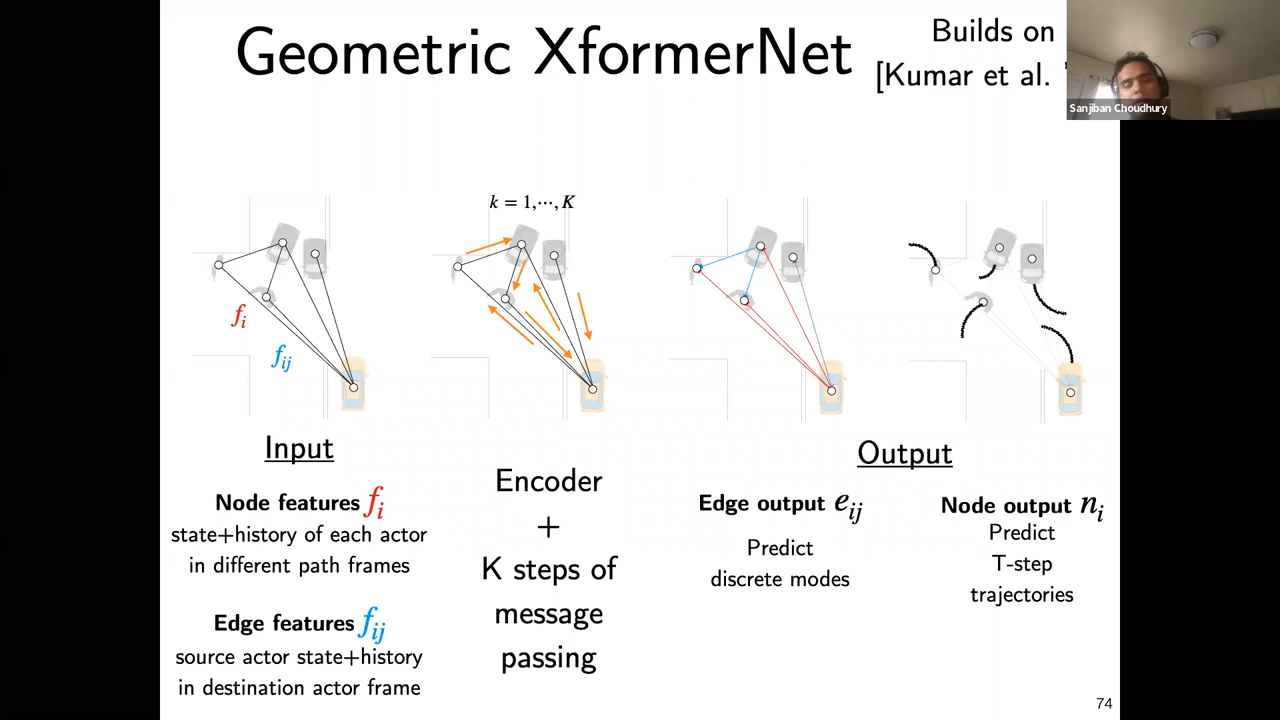 Geometric XformerNet
Builds on
[Kumar et al. '
Sanjiban Choudhury
k = 1,⋯, K
f_i
f_ij
Input
Node features f_i
state+history of each actor
in different path frames
Edge features f_ij
source actor state+history
in destination actor frame
Encoder
+
K steps of
message
passing
Output
Edge output e_ij
Predict
discrete modes
Node output n_i
Predict
T-step
trajectories
74